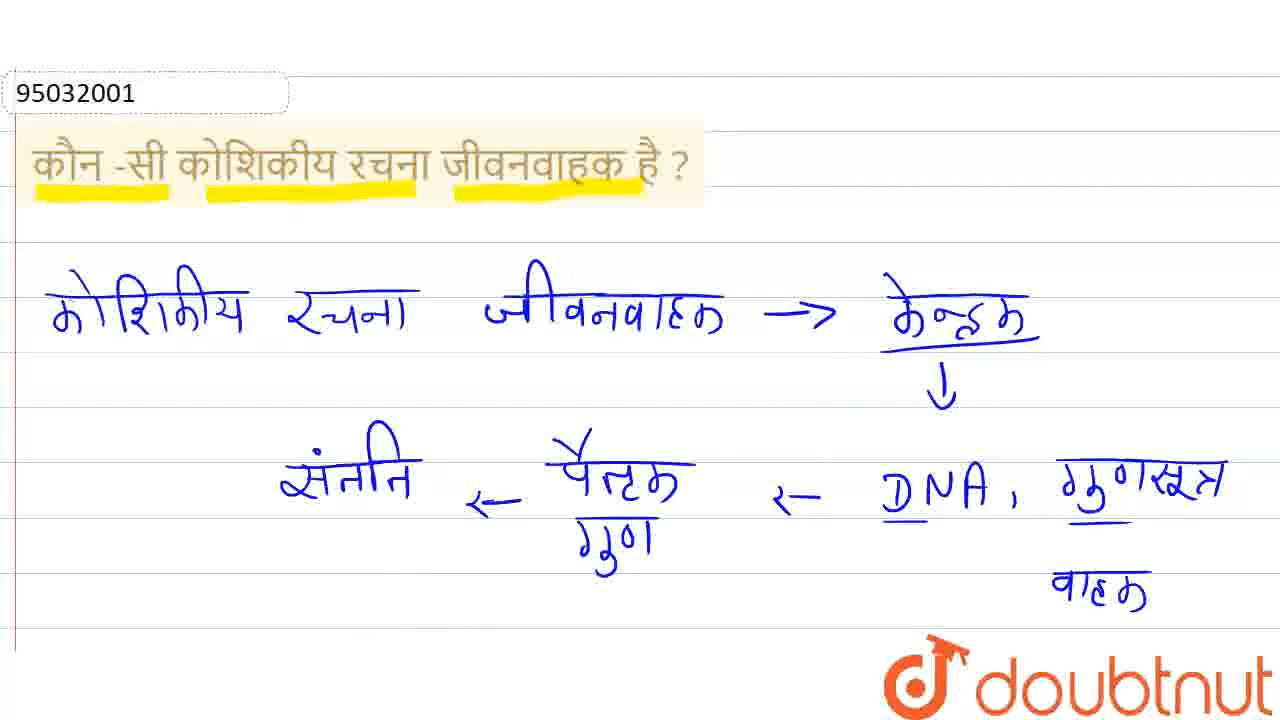 95032001
कौन -सी कोशिकीय रचना जीवनवाहक है ?
कोशिकीय रचना जीवनवाहक → केन्द्रक
↓
संतति ← पैतृक ← DNA, गुणसूत्र
गुण
वाहक
doubtnut